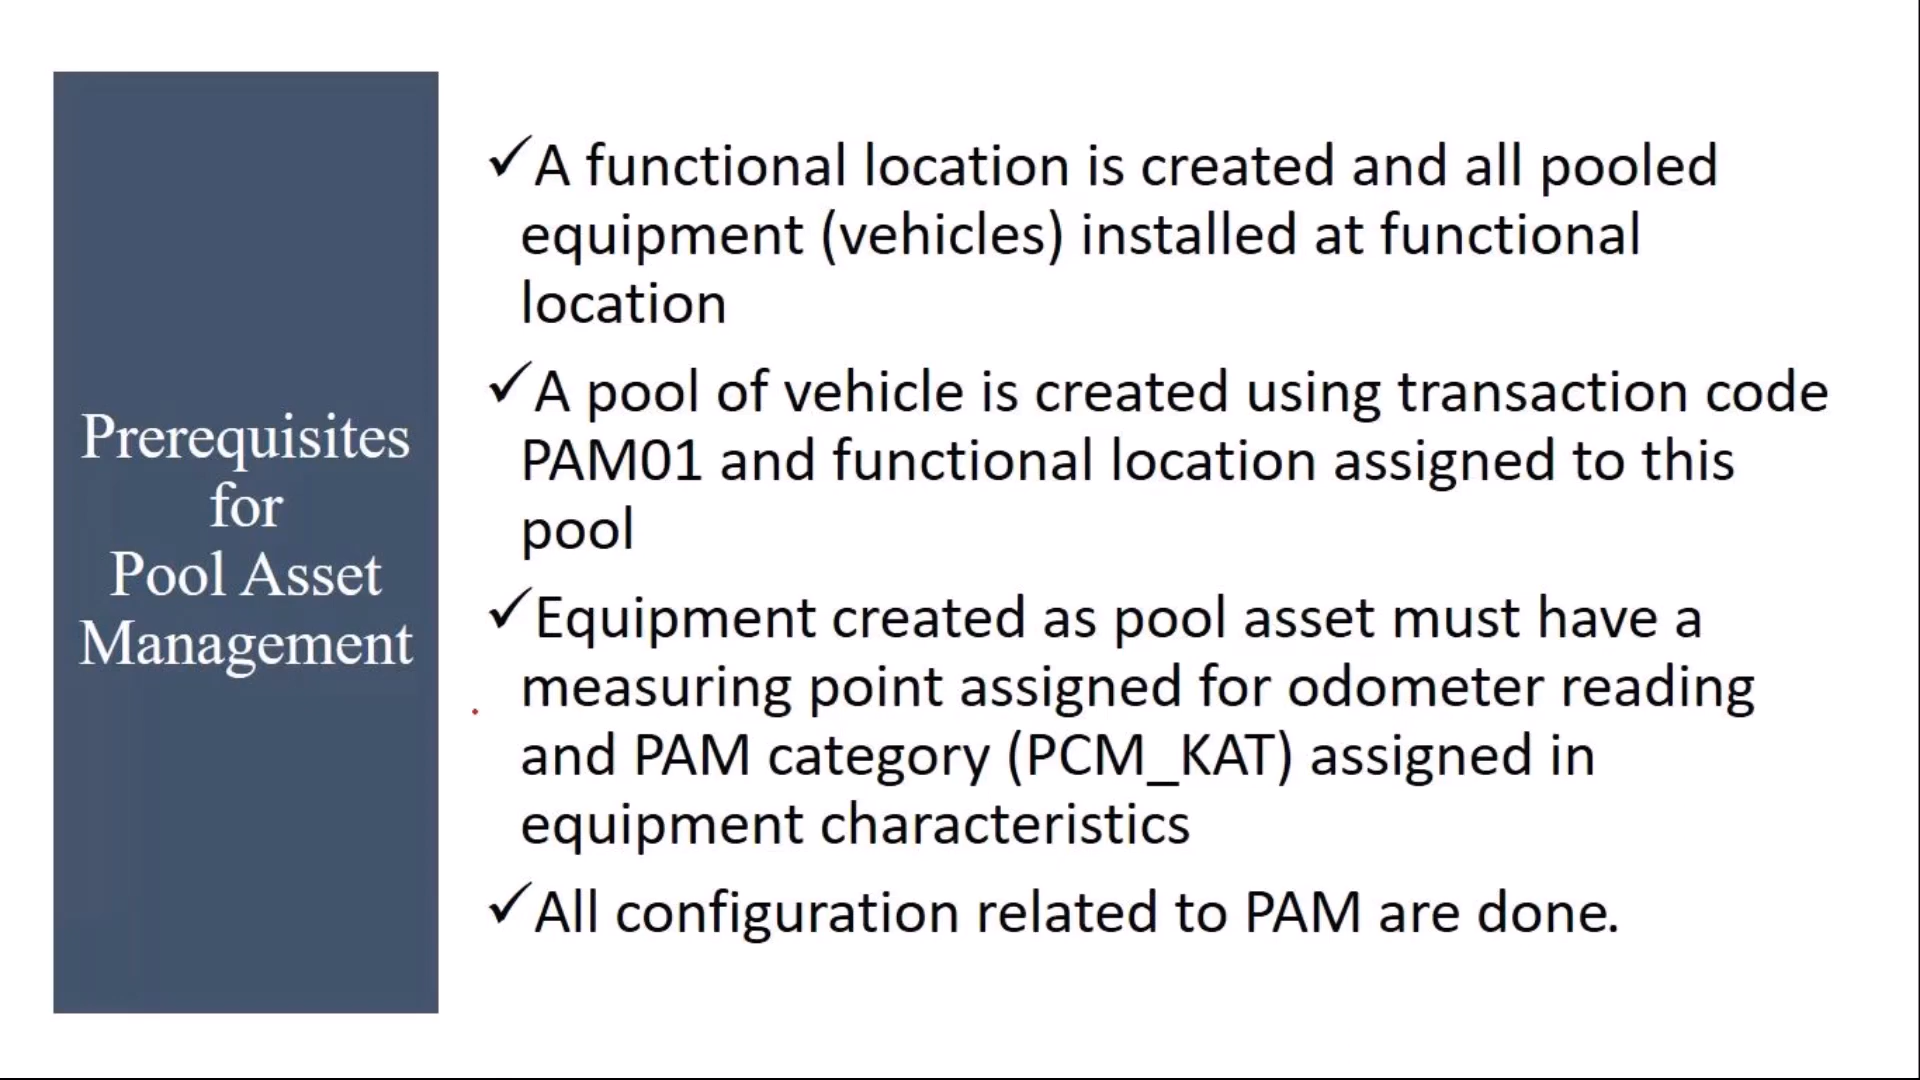 Prerequisites
for
Pool Asset
Management
✓A functional location is created and all pooled
equipment (vehicles) installed at functional
location
✓A pool of vehicle is created using transaction code
PAM01 and functional location assigned to this
pool
✓Equipment created as pool asset must have a
measuring point assigned for odometer reading
and PAM category (PCM_KAT) assigned in
equipment characteristics
✓All configuration related to PAM are done.